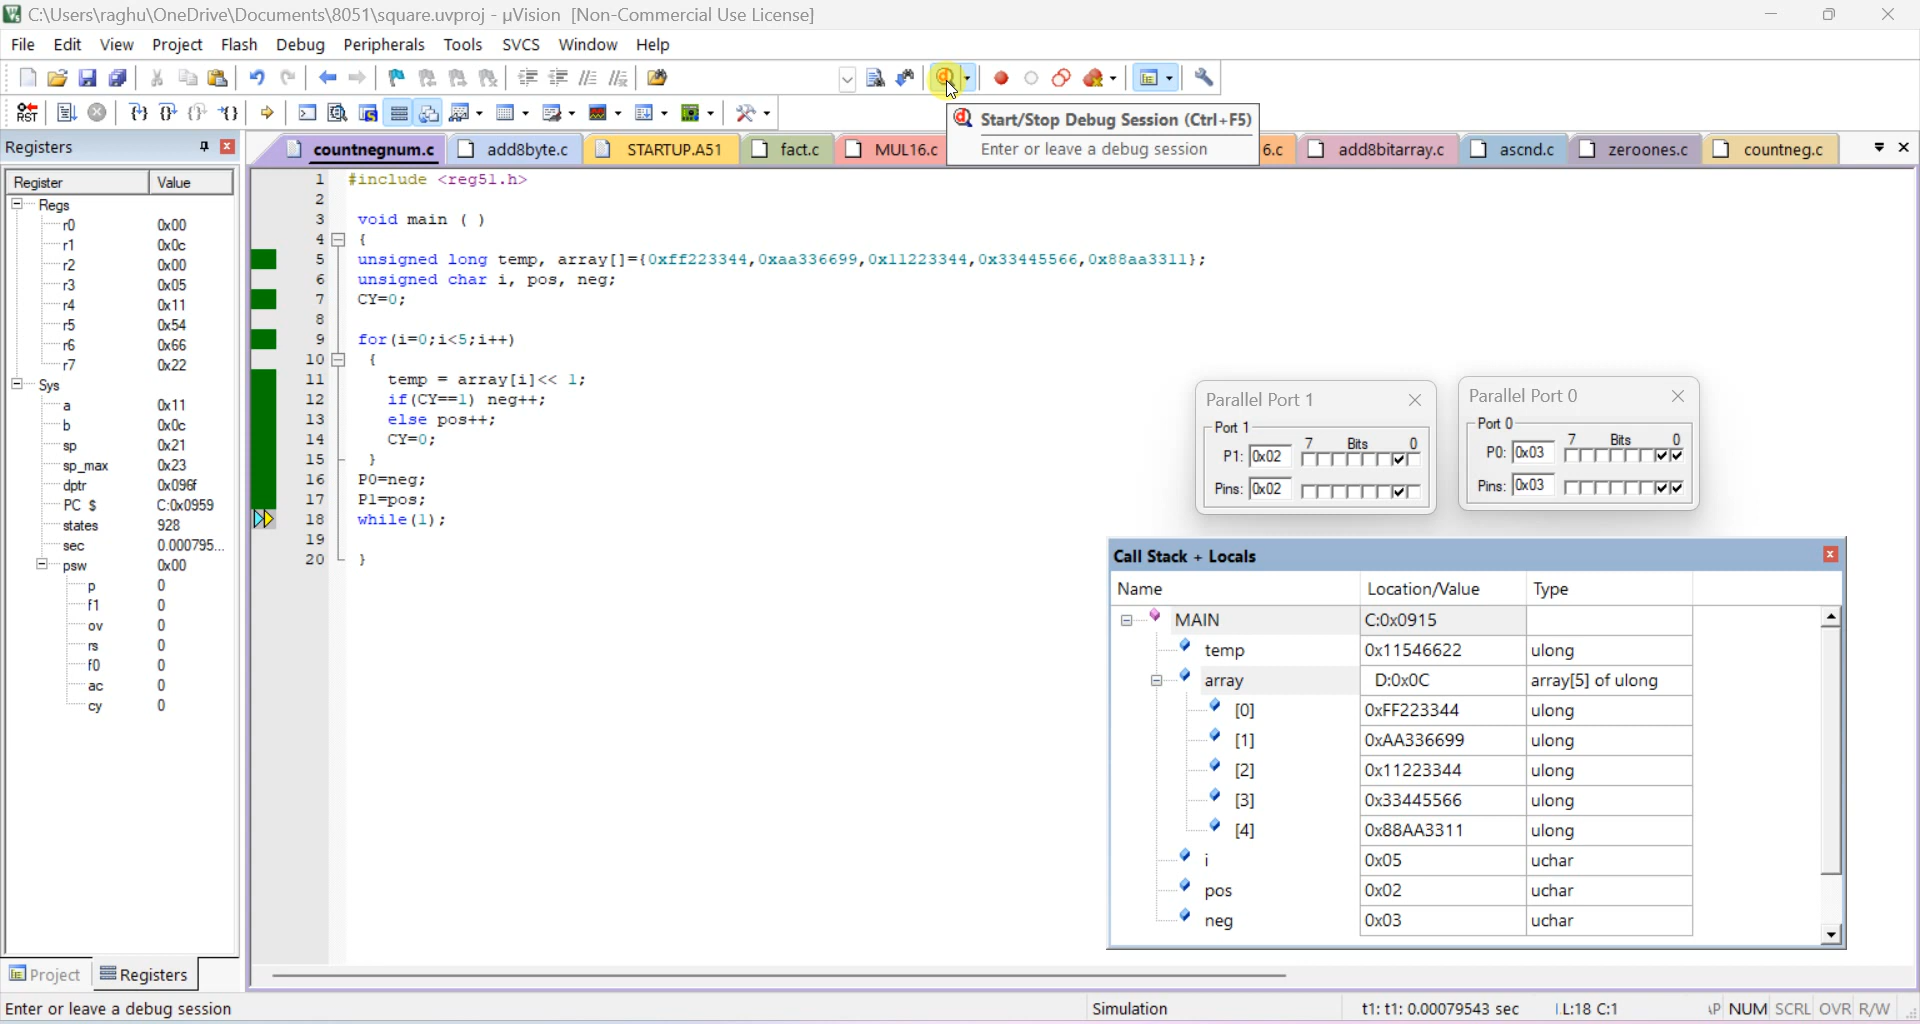 C:\Users\raghu\OneDrive\Documents\8051\square.uvproj - µVision [Non-Commercial Use License]
File Edit View Project Flash Debug Peripherals Tools SVCS Window Help
RST
Start/Stop Debug Session (Ctrl+F5)
Enter or leave a debug session
Registers
countnegnum.c add8byte.c STARTUP.A51 fact.c MUL16.c 6.c add8bitarray.c ascnd.c zeroones.c countneg.c
Register Value
Regs
r0 0x00
r1 0x0c
r2 0x00
r3 0x05
r4 0x11
r5 0x54
r6 0x66
r7 0x22
Sys
a 0x11
b 0x0c
sp 0x21
sp_max 0x23
dptr 0x096f
PC $ C:0x0959
states 928
sec 0.000795...
psw 0x00
p 0
f1 0
ov 0
rs 0
f0 0
ac 0
cy 0
Project Registers
1 #include <reg51.h>
2
3 void main ( )
4 {
5 unsigned long temp, array[]={0xff223344,0xaa336699,0x11223344,0x33445566,0x88aa3311};
6 unsigned char i, pos, neg;
7 CY=0;
8
9 for(i=0;i<5;i++)
10 {
11 temp = array[i]<< 1;
12 if(CY==1) neg++;
13 else pos++;
14 CY=0;
15 }
16 P0=neg;
17 P1=pos;
18 while(1);
19
20 }
Parallel Port 1
Port 1
7 Bits 0
P1: 0x02
Pins: 0x02
Parallel Port 0
Port 0
7 Bits 0
P0: 0x03
Pins: 0x03
Call Stack + Locals
Name Location/Value Type
MAIN C:0x0915
temp 0x11546622 ulong
array D:0x0C array[5] of ulong
[0] 0xFF223344 ulong
[1] 0xAA336699 ulong
[2] 0x11223344 ulong
[3] 0x33445566 ulong
[4] 0x88AA3311 ulong
i 0x05 uchar
pos 0x02 uchar
neg 0x03 uchar
Enter or leave a debug session Simulation t1: t1: 0.00079543 sec L:18 C:1 NUM SCRL OVR R/W